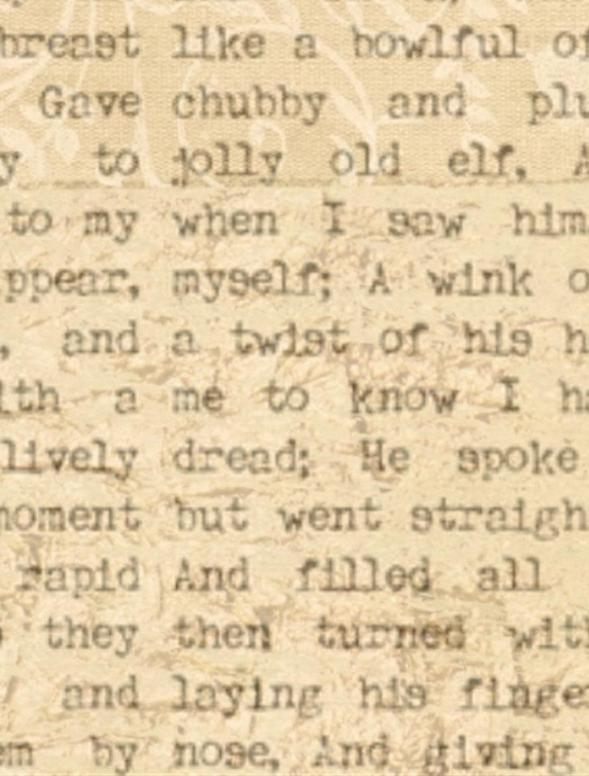 breast like a bowlful of
Gave chubby and plu
y to jolly old elf, A
to my when I saw him
ppear, myself; A wink o
, and a twist of his h
ith a me to know I ha
lively dread; He spoke
moment but went straigh
rapid And filled all
they then turned with
and laying his finge
em by nose, And giving